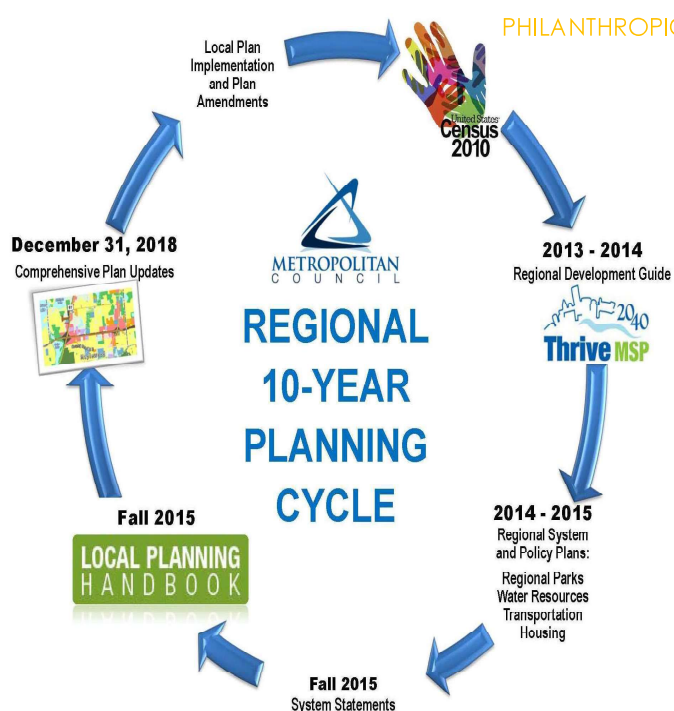 PHILANTHROPIC
Local Plan
Implementation
and Plan
Amendments
United States
Census
2010
2013 - 2014
Regional Development Guide
2040
Thrive MSP
2014 - 2015
Regional System
and Policy Plans:
Regional Parks
Water Resources
Transportation
Housing
Fall 2015
System Statements
Fall 2015
LOCAL PLANNING
HANDBOOK
December 31, 2018
Comprehensive Plan Updates
METROPOLITAN
COUNCIL
REGIONAL
10-YEAR
PLANNING
CYCLE